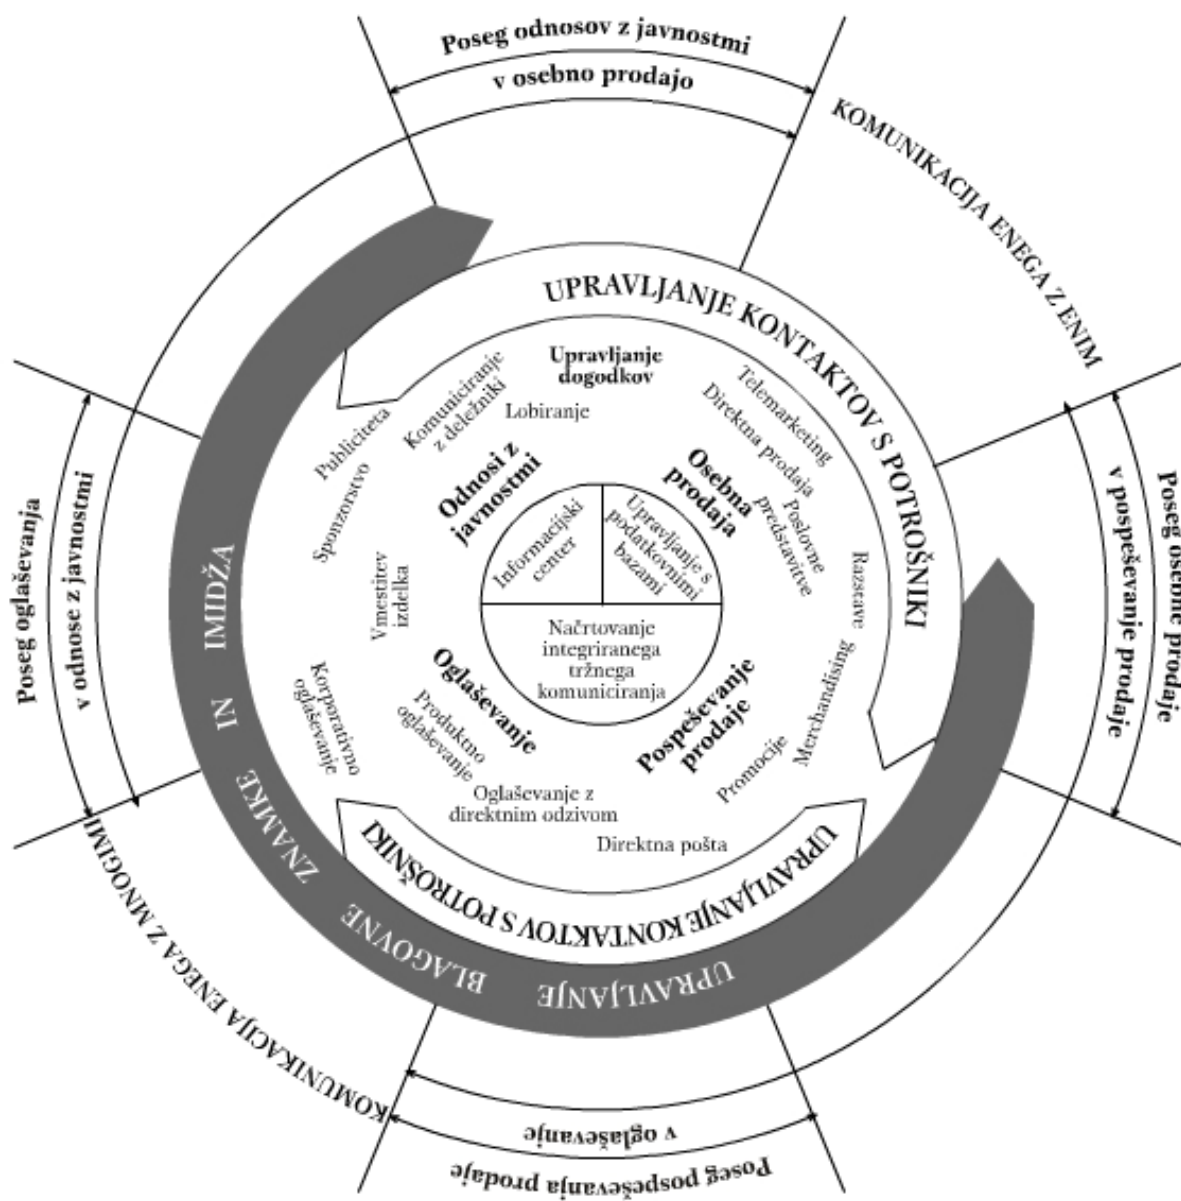 Poseg odnosov z javnostmi
v osebno prodajo
KOMUNIKACIJA ENEGA Z ENIM
UPRAVLJANJE KONTAKTOV S POTROŠNIKI
Upravljanje
dogodkov
Telemarketing
Direktna prodaja
Komuniciranje
z deležniki
Lobiranje
Publiciteta
Odnosi z
javnostmi
Osebna
prodaja
Poslovne
predstavitve
Sponzorstvo
Informacijski
center
Upravljanje s
podatkovnimi
bazami
Razstave
Vmestitev
izdelka
Načrtovanje
integriranega
tržnega
komuniciranja
Poseg oglaševanja
v odnose z javnostmi
Poseg osebne prodaje
v pospeševanje prodaje
Oglaševanje
Pospeševanje
prodaje
Merchandising
Korporativno
oglaševanje
Produktno
oglaševanje
Promocije
Oglaševanje z
direktnim odzivom
Direktna pošta
UPRAVLJANJE KONTAKTOV S POTROŠNIKI
UPRAVLJANJE BLAGOVNE ZNAMKE IN IMIDŽA
KOMUNIKACIJA ENEGA Z MNOGIMI
v oglaševanje
Poseg pospeševanja prodaje